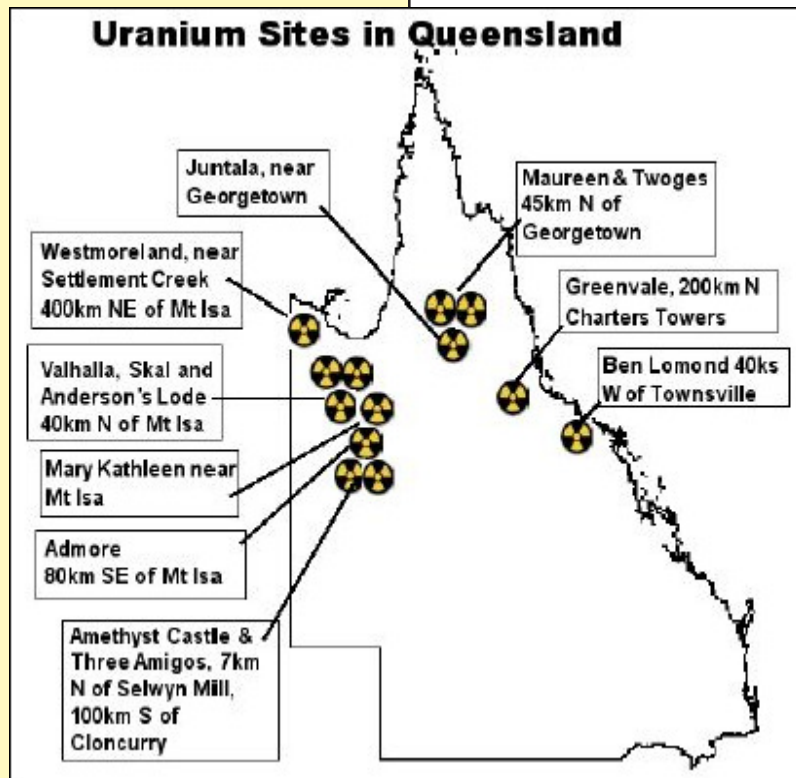 Uranium Sites in Queensland
Juntala, near
Georgetown
Maureen & Twoges
45km N of
Georgetown
Westmoreland, near
Settlement Creek
400km NE of Mt Isa
Greenvale, 200km N
Charters Towers
Valhalla, Skal and
Anderson's Lode
40km N of Mt Isa
Ben Lomond 40ks
W of Townsville
Mary Kathleen near
Mt Isa
Admore
80km SE of Mt Isa
Amethyst Castle &
Three Amigos, 7km
N of Selwyn Mill,
100km S of
Cloncurry